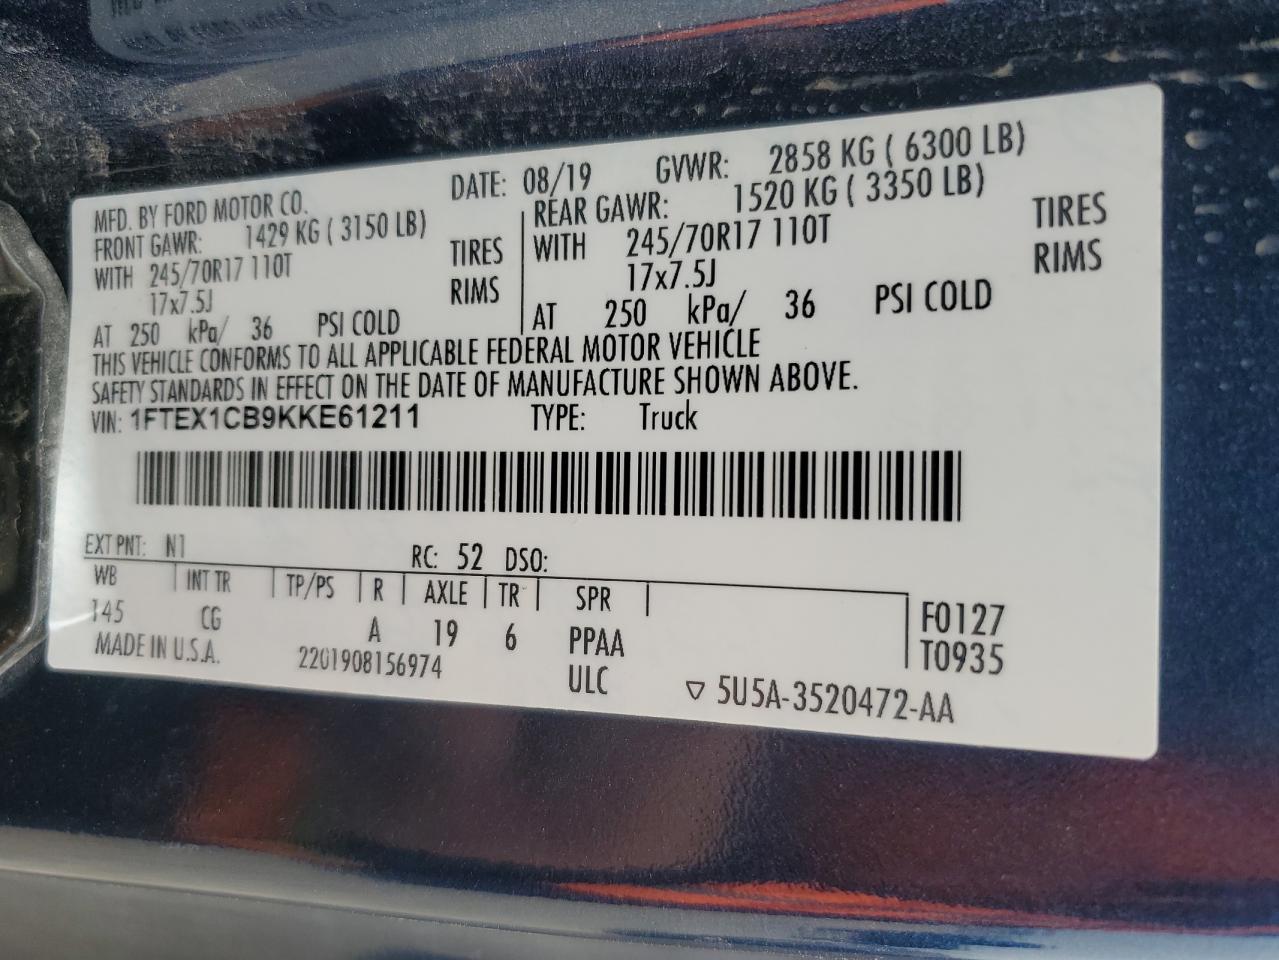 MFD. BY FORD MOTOR CO. DATE: 08/19 GVWR: 2858 KG ( 6300 LB)
FRONT GAWR: 1429 KG ( 3150 LB) REAR GAWR: 1520 KG ( 3350 LB)
WITH 245/70R17 110T TIRES WITH 245/70R17 110T TIRES
17x7.5J RIMS 17x7.5J RIMS
AT 250 kPa/ 36 PSI COLD AT 250 kPa/ 36 PSI COLD
THIS VEHICLE CONFORMS TO ALL APPLICABLE FEDERAL MOTOR VEHICLE
SAFETY STANDARDS IN EFFECT ON THE DATE OF MANUFACTURE SHOWN ABOVE.
VIN: 1FTEX1CB9KKE61211 TYPE: Truck
EXT PNT: N1 RC: 52 DSO:
WB INT TR TP/PS R AXLE TR SPR
145 CG A 19 6 PPAA F0127
MADE IN U.S.A. 2201908156974 ULC T0935
▽ 5U5A-3520472-AA